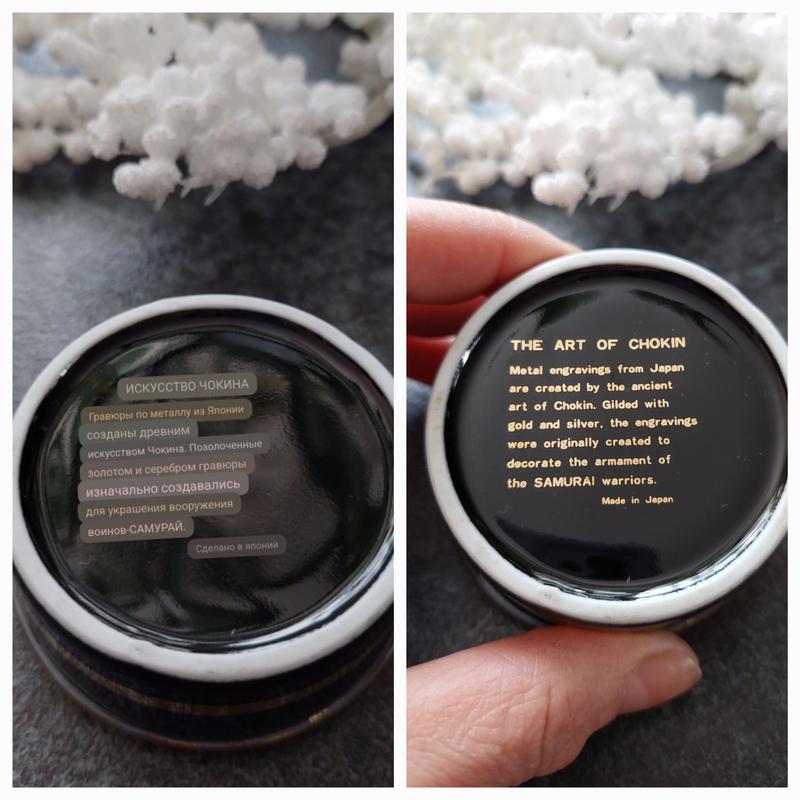 ИСКУССТВО ЧОКИНА
Гравюры по металлу из Японии
созданы древним
искусством Чокина. Позолоченные
золотом и серебром гравюры
изначально создавались
для украшения вооружения
воинов-САМУРАЙ.
Сделано в японии
THE ART OF CHOKIN
Metal engravings from Japan
are created by the ancient
art of Chokin. Gilded with
gold and silver, the engravings
were originally created to
decorate the armament of
the SAMURAI warriors.
Made in Japan